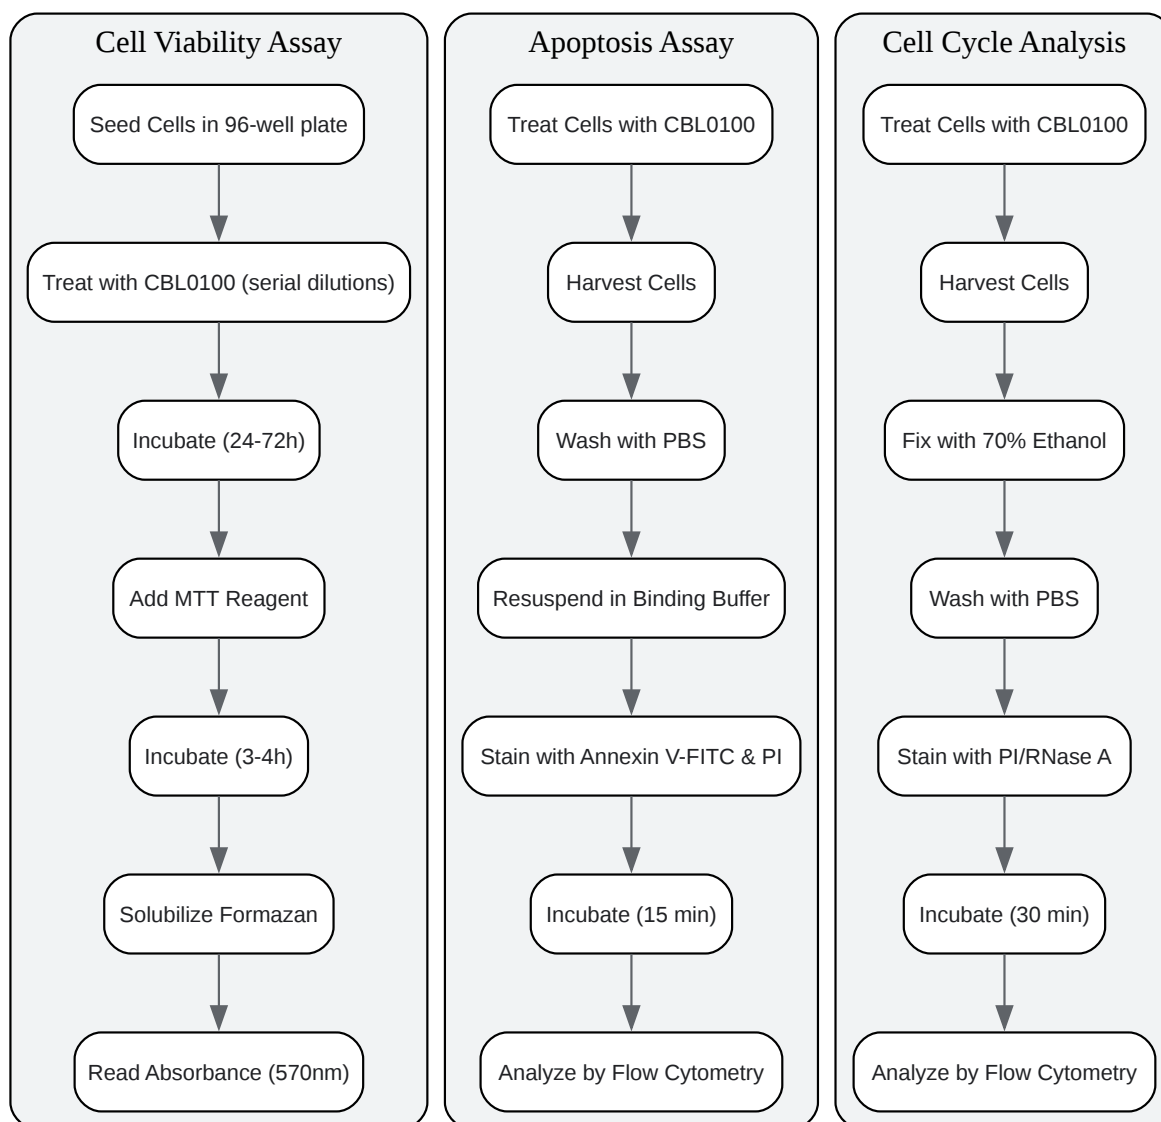 Cell Viability Assay
Seed Cells in 96-well plate
Treat with CBL0100 (serial dilutions)
Incubate (24-72h)
Add MTT Reagent
Incubate (3-4h)
Solubilize Formazan
Read Absorbance (570nm)
Apoptosis Assay
Treat Cells with CBL0100
Harvest Cells
Wash with PBS
Resuspend in Binding Buffer
Stain with Annexin V-FITC & PI
Incubate (15 min)
Analyze by Flow Cytometry
Cell Cycle Analysis
Treat Cells with CBL0100
Harvest Cells
Fix with 70% Ethanol
Wash with PBS
Stain with PI/RNase A
Incubate (30 min)
Analyze by Flow Cytometry